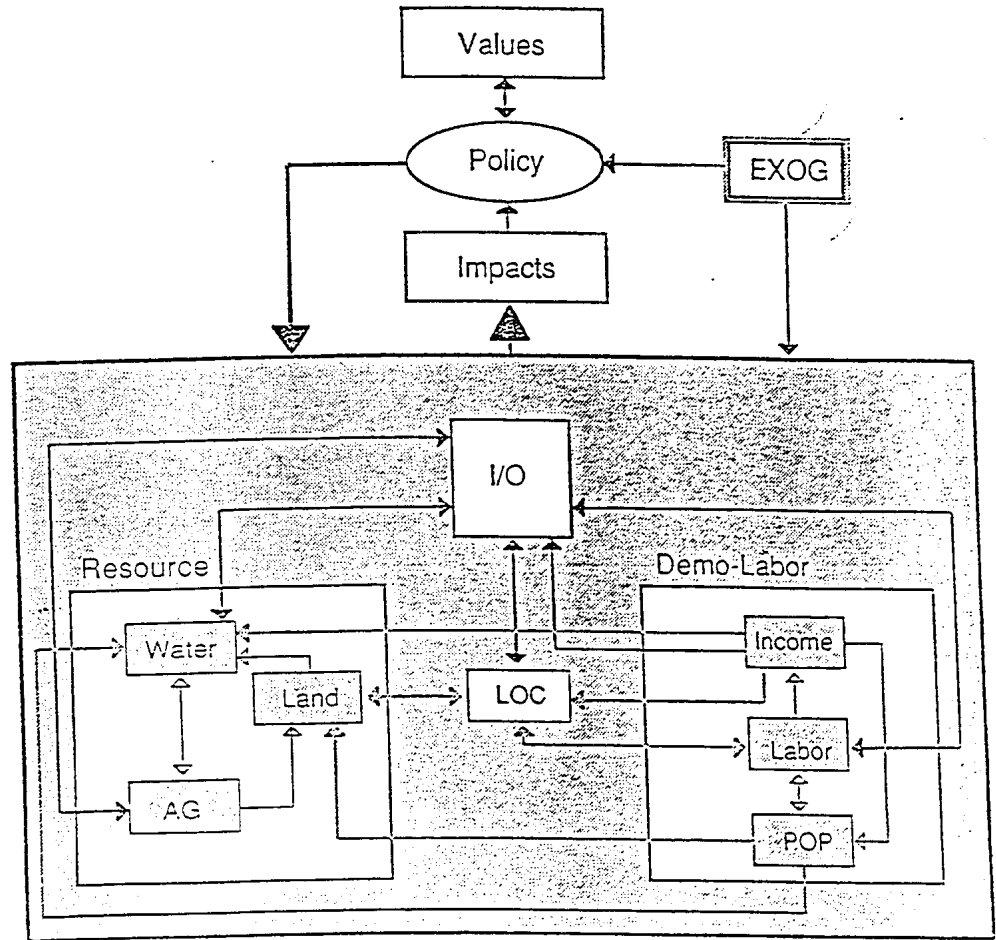 Values
Policy
EXOG
Impacts
I/O
Resource
Demo-Labor
Water
Income
Land
LOC
Labor
AG
POP